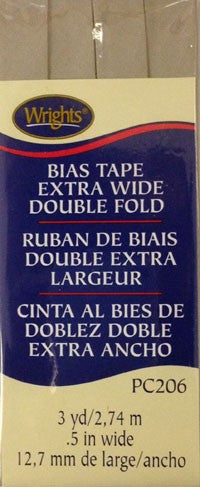 Wrights®
BIAS TAPE
EXTRA WIDE
DOUBLE FOLD
RUBAN DE BIAIS
DOUBLE EXTRA
LARGEUR
CINTA AL BIES DE
DOBLEZ DOBLE
EXTRA ANCHO
PC206
3 yd/2,74 m
.5 in wide
12,7 mm de large/ancho